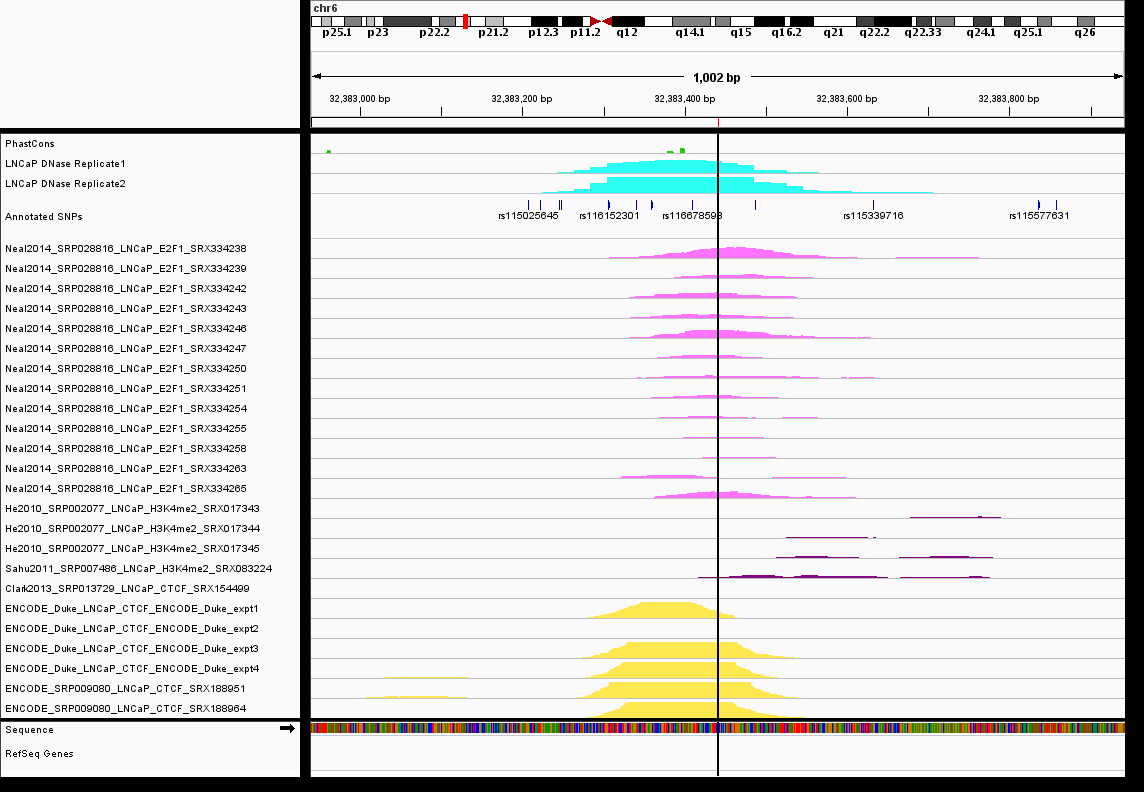 chr6
p25.1 p23 p22.2 p21.2 p12.3 p11.2 q12 q14.1 q15 q16.2 q21 q22.2 q22.33 q24.1 q25.1 q26
1,002 bp
32,383,000 bp 32,383,200 bp 32,383,400 bp 32,383,600 bp 32,383,800 bp
PhastCons
LNCaP DNase Replicate1
LNCaP DNase Replicate2
Annotated SNPs
rs115025645 rs116152301 rs116678593 rs115339716 rs115577631
Neal2014_SRP028816_LNCaP_E2F1_SRX334238
Neal2014_SRP028816_LNCaP_E2F1_SRX334239
Neal2014_SRP028816_LNCaP_E2F1_SRX334242
Neal2014_SRP028816_LNCaP_E2F1_SRX334243
Neal2014_SRP028816_LNCaP_E2F1_SRX334246
Neal2014_SRP028816_LNCaP_E2F1_SRX334247
Neal2014_SRP028816_LNCaP_E2F1_SRX334250
Neal2014_SRP028816_LNCaP_E2F1_SRX334251
Neal2014_SRP028816_LNCaP_E2F1_SRX334254
Neal2014_SRP028816_LNCaP_E2F1_SRX334255
Neal2014_SRP028816_LNCaP_E2F1_SRX334258
Neal2014_SRP028816_LNCaP_E2F1_SRX334263
Neal2014_SRP028816_LNCaP_E2F1_SRX334265
He2010_SRP002077_LNCaP_H3K4me2_SRX017343
He2010_SRP002077_LNCaP_H3K4me2_SRX017344
He2010_SRP002077_LNCaP_H3K4me2_SRX017345
Sahu2011_SRP007486_LNCaP_H3K4me2_SRX083224
Clark2013_SRP013729_LNCaP_CTCF_SRX154499
ENCODE_Duke_LNCaP_CTCF_ENCODE_Duke_expt1
ENCODE_Duke_LNCaP_CTCF_ENCODE_Duke_expt2
ENCODE_Duke_LNCaP_CTCF_ENCODE_Duke_expt3
ENCODE_Duke_LNCaP_CTCF_ENCODE_Duke_expt4
ENCODE_SRP009080_LNCaP_CTCF_SRX188951
ENCODE_SRP009080_LNCaP_CTCF_SRX188964
Sequence
RefSeq Genes